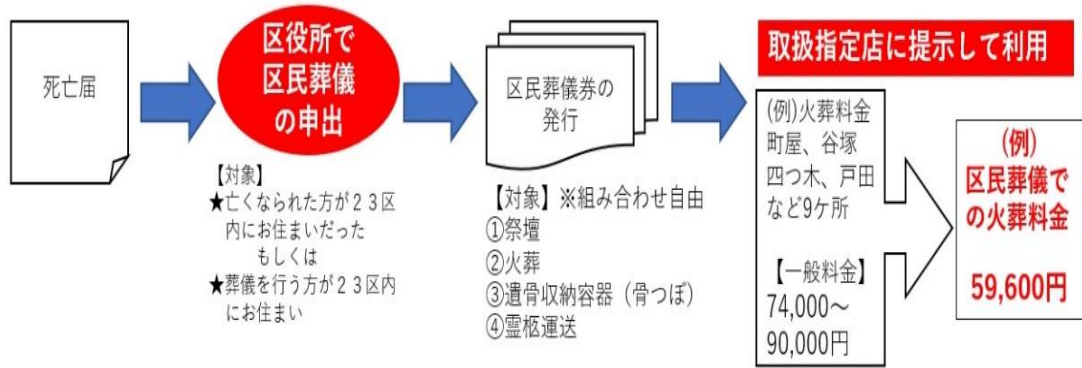 死亡届
区役所で
区民葬儀
の申出
【対象】
★亡くなられた方が２３区
内にお住まいだった
もしくは
★葬儀を行う方が２３区内
にお住まい
区民葬儀券の
発行
【対象】※組み合わせ自由
①祭壇
②火葬
③遺骨収納容器（骨つぼ）
④霊柩運送
取扱指定店に提示して利用
(例)火葬料金
町屋、谷塚
四つ木、戸田
など9ケ所
【一般料金】
74,000～
90,000円
(例)
区民葬儀で
の火葬料金
59,600円